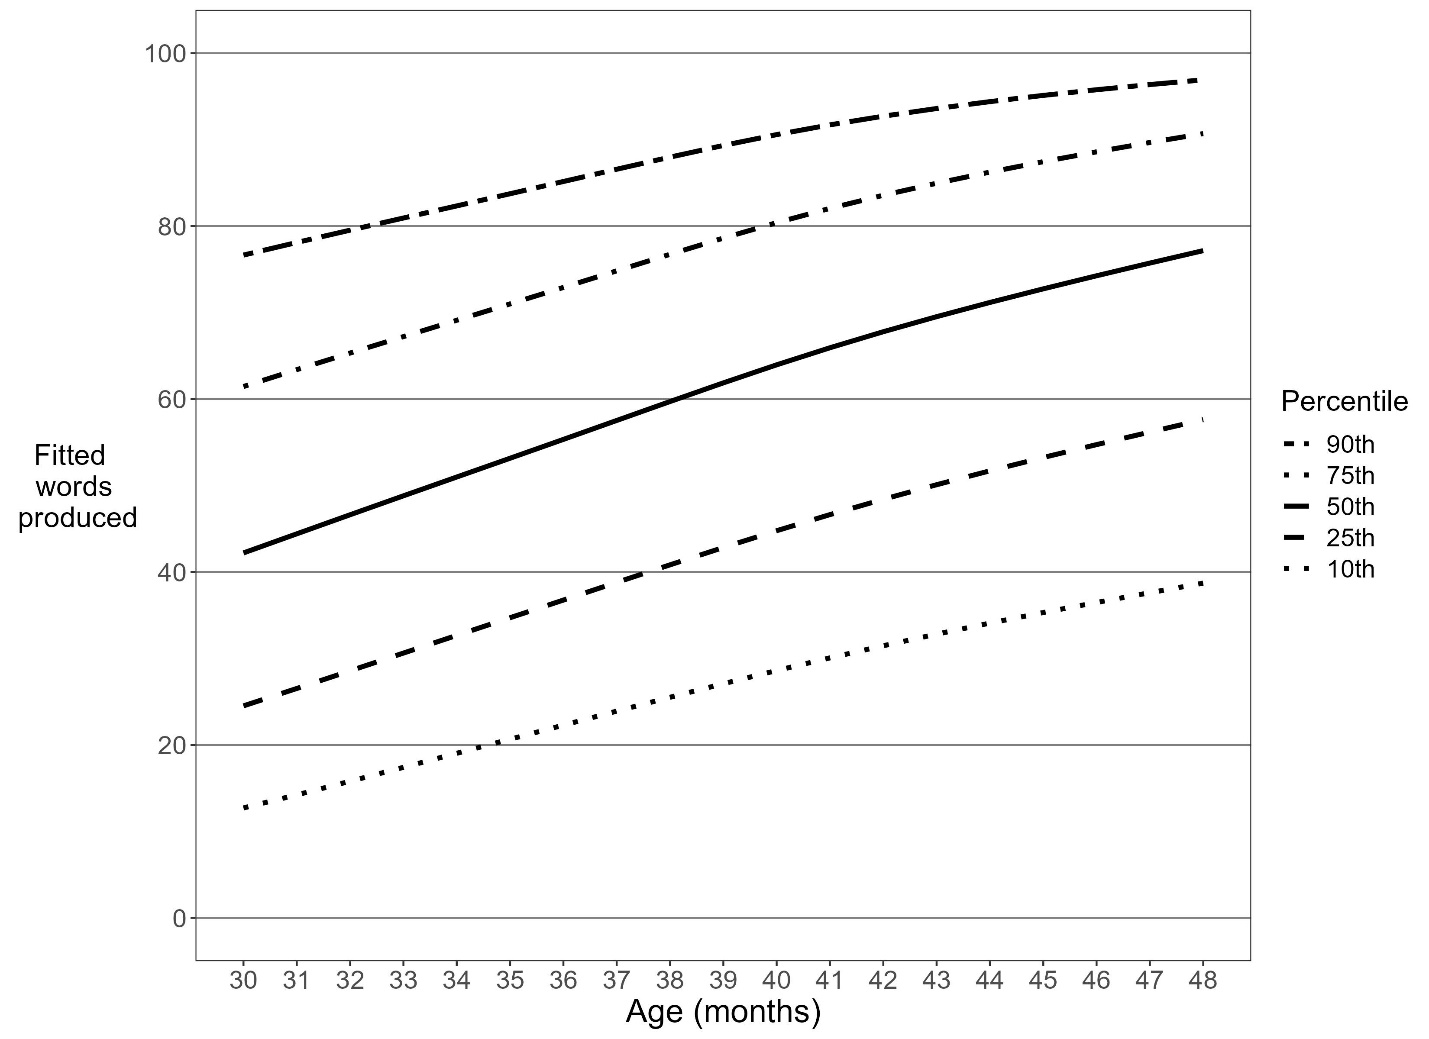 100
80
60
40
20
0
Fitted
words
produced
30 31 32 33 34 35 36 37 38 39 40 41 42 43 44 45 46 47 48
Age (months)
Percentile
90th
75th
50th
25th
10th